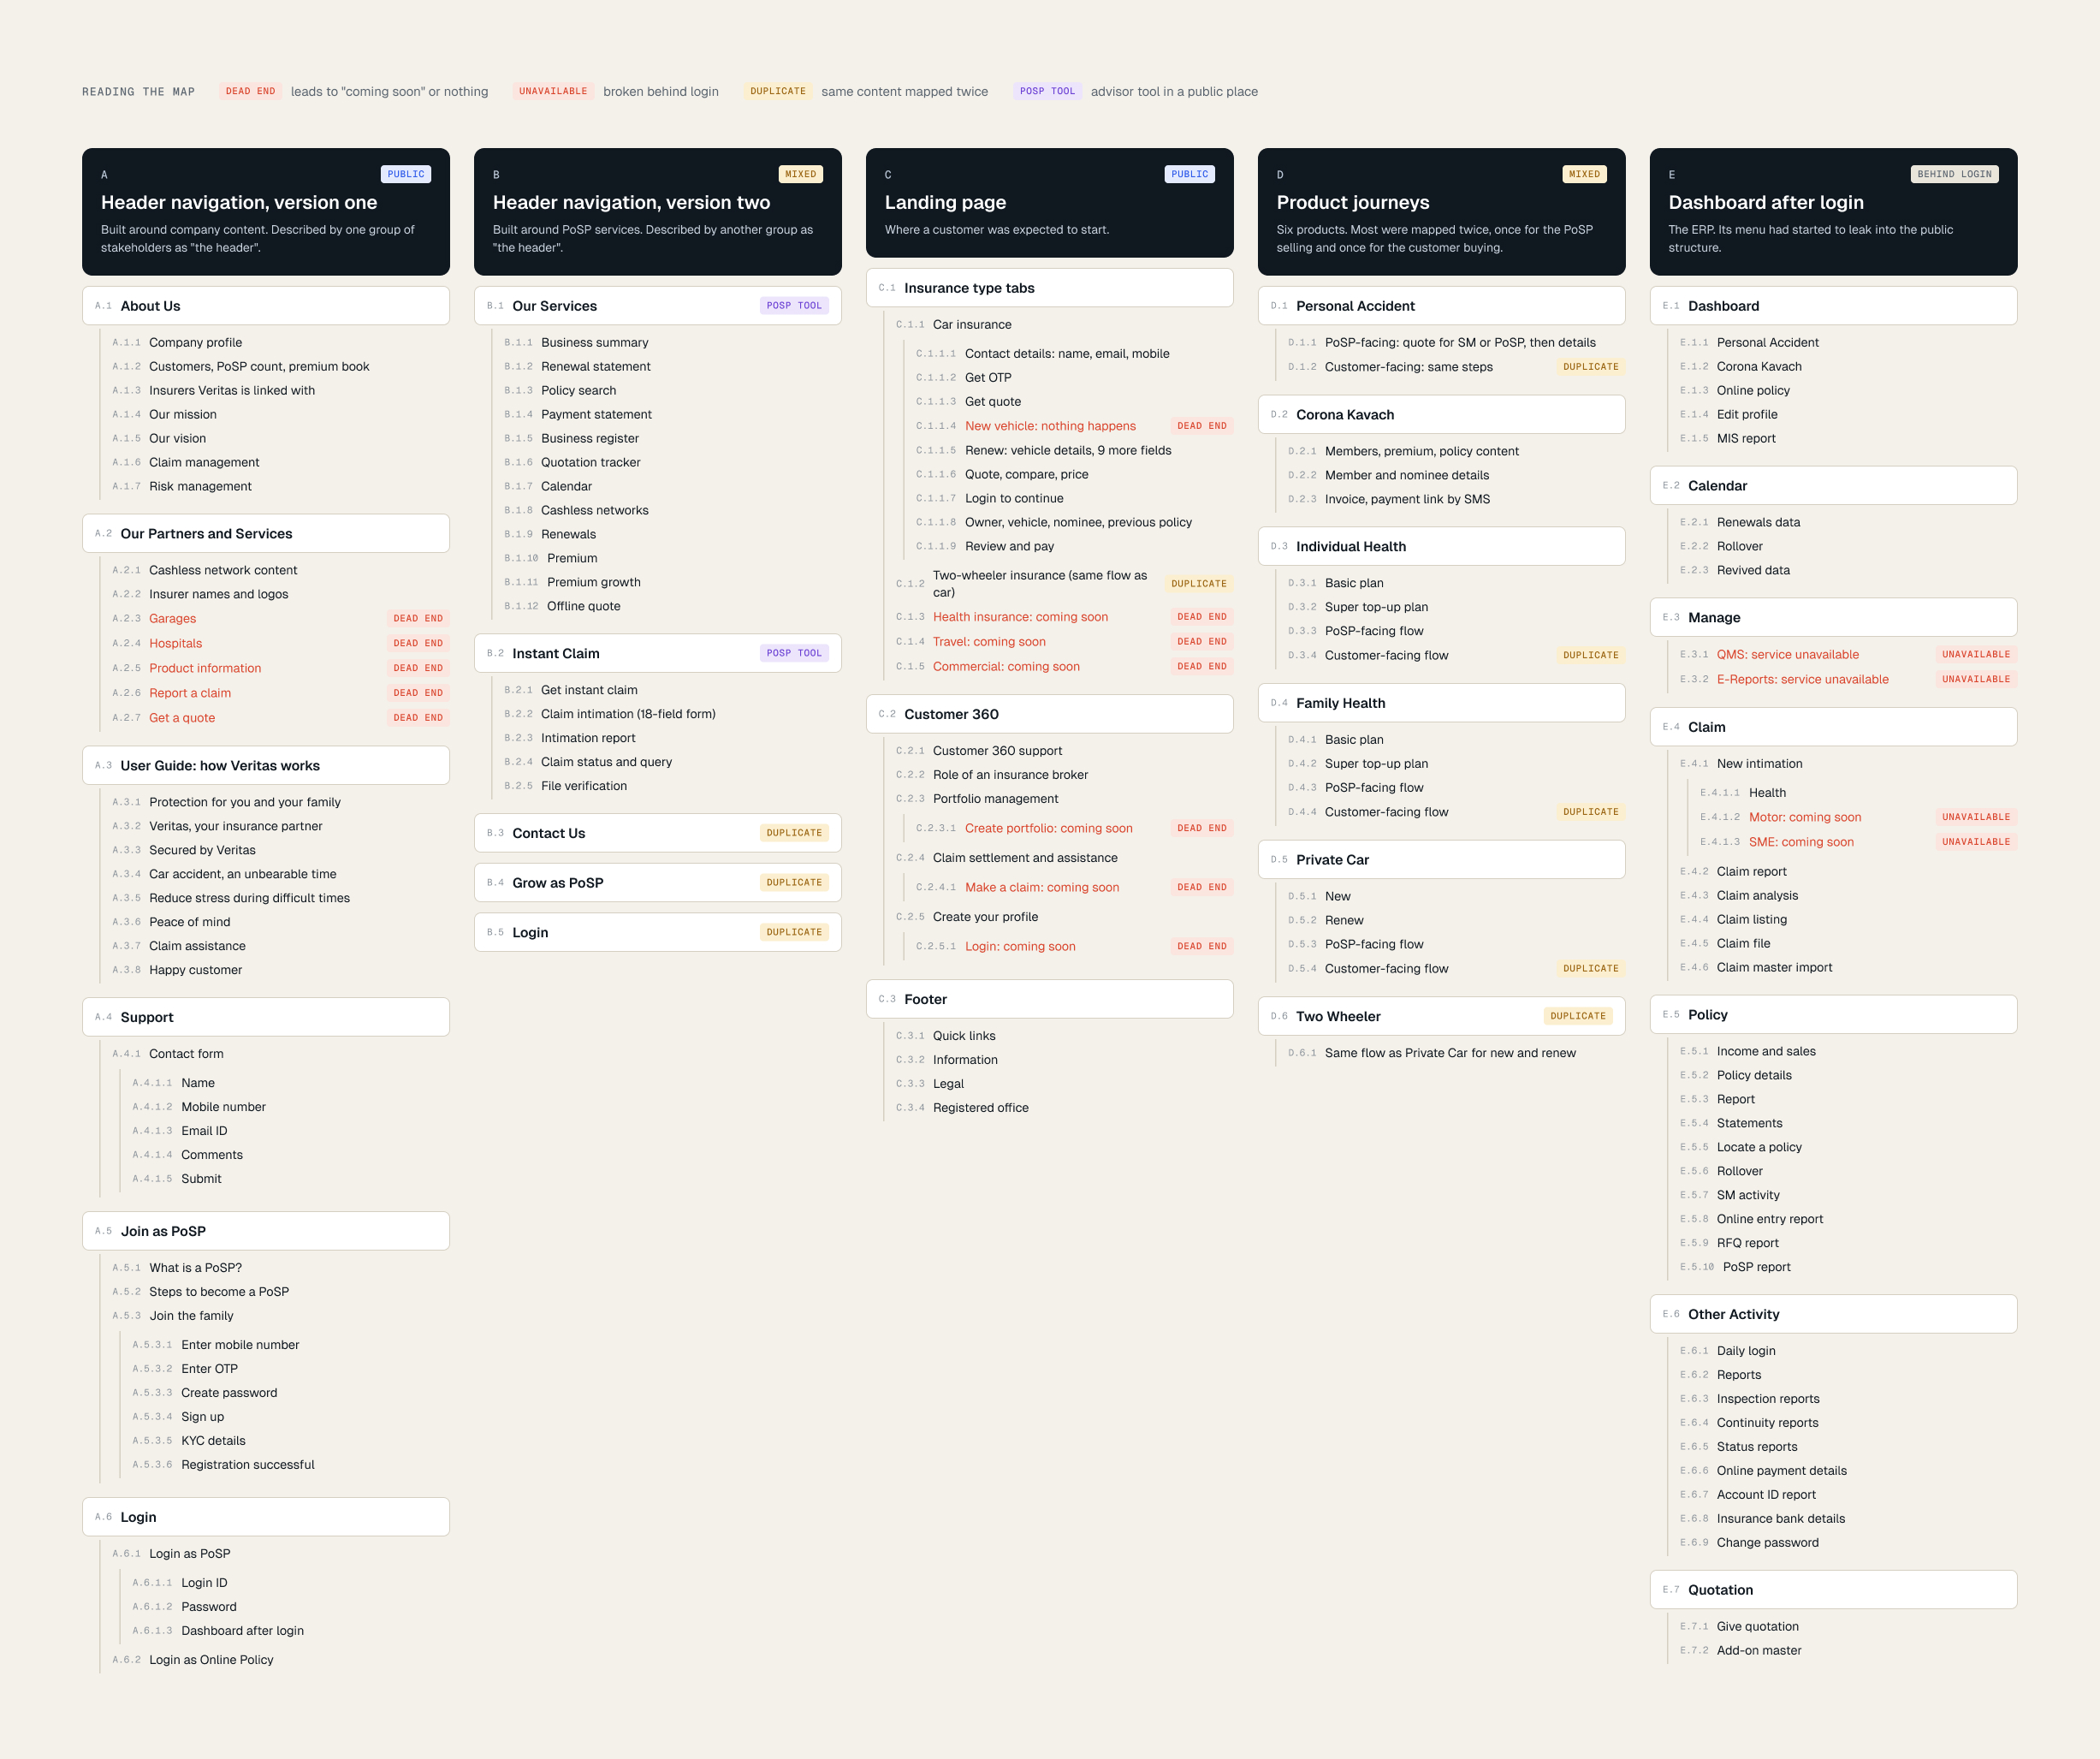 READING THE MAP DEAD END leads to "coming soon" or nothing UNAVAILABLE broken behind login DUPLICATE same content mapped twice POSP TOOL advisor tool in a public place
A PUBLIC
Header navigation, version one
Built around company content. Described by one group of
stakeholders as "the header".
A.1 About Us
A.1.1 Company profile
A.1.2 Customers, PoSP count, premium book
A.1.3 Insurers Veritas is linked with
A.1.4 Our mission
A.1.5 Our vision
A.1.6 Claim management
A.1.7 Risk management
A.2 Our Partners and Services
A.2.1 Cashless network content
A.2.2 Insurer names and logos
A.2.3 Garages DEAD END
A.2.4 Hospitals DEAD END
A.2.5 Product information DEAD END
A.2.6 Report a claim DEAD END
A.2.7 Get a quote DEAD END
A.3 User Guide: how Veritas works
A.3.1 Protection for you and your family
A.3.2 Veritas, your insurance partner
A.3.3 Secured by Veritas
A.3.4 Car accident, an unbearable time
A.3.5 Reduce stress during difficult times
A.3.6 Peace of mind
A.3.7 Claim assistance
A.3.8 Happy customer
A.4 Support
A.4.1 Contact form
A.4.1.1 Name
A.4.1.2 Mobile number
A.4.1.3 Email ID
A.4.1.4 Comments
A.4.1.5 Submit
A.5 Join as PoSP
A.5.1 What is a PoSP?
A.5.2 Steps to become a PoSP
A.5.3 Join the family
A.5.3.1 Enter mobile number
A.5.3.2 Enter OTP
A.5.3.3 Create password
A.5.3.4 Sign up
A.5.3.5 KYC details
A.5.3.6 Registration successful
A.6 Login
A.6.1 Login as PoSP
A.6.1.1 Login ID
A.6.1.2 Password
A.6.1.3 Dashboard after login
A.6.2 Login as Online Policy
B MIXED
Header navigation, version two
Built around PoSP services. Described by another group as
"the header".
B.1 Our Services POSP TOOL
B.1.1 Business summary
B.1.2 Renewal statement
B.1.3 Policy search
B.1.4 Payment statement
B.1.5 Business register
B.1.6 Quotation tracker
B.1.7 Calendar
B.1.8 Cashless networks
B.1.9 Renewals
B.1.10 Premium
B.1.11 Premium growth
B.1.12 Offline quote
B.2 Instant Claim POSP TOOL
B.2.1 Get instant claim
B.2.2 Claim intimation (18-field form)
B.2.3 Intimation report
B.2.4 Claim status and query
B.2.5 File verification
B.3 Contact Us DUPLICATE
B.4 Grow as PoSP DUPLICATE
B.5 Login DUPLICATE
C PUBLIC
Landing page
Where a customer was expected to start.
C.1 Insurance type tabs
C.1.1 Car insurance
C.1.1.1 Contact details: name, email, mobile
C.1.1.2 Get OTP
C.1.1.3 Get quote
C.1.1.4 New vehicle: nothing happens DEAD END
C.1.1.5 Renew: vehicle details, 9 more fields
C.1.1.6 Quote, compare, price
C.1.1.7 Login to continue
C.1.1.8 Owner, vehicle, nominee, previous policy
C.1.1.9 Review and pay
C.1.2 Two-wheeler insurance (same flow as
car) DUPLICATE
C.1.3 Health insurance: coming soon DEAD END
C.1.4 Travel: coming soon DEAD END
C.1.5 Commercial: coming soon DEAD END
C.2 Customer 360
C.2.1 Customer 360 support
C.2.2 Role of an insurance broker
C.2.3 Portfolio management
C.2.3.1 Create portfolio: coming soon DEAD END
C.2.4 Claim settlement and assistance
C.2.4.1 Make a claim: coming soon DEAD END
C.2.5 Create your profile
C.2.5.1 Login: coming soon DEAD END
C.3 Footer
C.3.1 Quick links
C.3.2 Information
C.3.3 Legal
C.3.4 Registered office
D MIXED
Product journeys
Six products. Most were mapped twice, once for the PoSP
selling and once for the customer buying.
D.1 Personal Accident
D.1.1 PoSP-facing: quote for SM or PoSP, then details
D.1.2 Customer-facing: same steps DUPLICATE
D.2 Corona Kavach
D.2.1 Members, premium, policy content
D.2.2 Member and nominee details
D.2.3 Invoice, payment link by SMS
D.3 Individual Health
D.3.1 Basic plan
D.3.2 Super top-up plan
D.3.3 PoSP-facing flow
D.3.4 Customer-facing flow DUPLICATE
D.4 Family Health
D.4.1 Basic plan
D.4.2 Super top-up plan
D.4.3 PoSP-facing flow
D.4.4 Customer-facing flow DUPLICATE
D.5 Private Car
D.5.1 New
D.5.2 Renew
D.5.3 PoSP-facing flow
D.5.4 Customer-facing flow DUPLICATE
D.6 Two Wheeler DUPLICATE
D.6.1 Same flow as Private Car for new and renew
E BEHIND LOGIN
Dashboard after login
The ERP. Its menu had started to leak into the public
structure.
E.1 Dashboard
E.1.1 Personal Accident
E.1.2 Corona Kavach
E.1.3 Online policy
E.1.4 Edit profile
E.1.5 MIS report
E.2 Calendar
E.2.1 Renewals data
E.2.2 Rollover
E.2.3 Revived data
E.3 Manage
E.3.1 QMS: service unavailable UNAVAILABLE
E.3.2 E-Reports: service unavailable UNAVAILABLE
E.4 Claim
E.4.1 New intimation
E.4.1.1 Health
E.4.1.2 Motor: coming soon UNAVAILABLE
E.4.1.3 SME: coming soon UNAVAILABLE
E.4.2 Claim report
E.4.3 Claim analysis
E.4.4 Claim listing
E.4.5 Claim file
E.4.6 Claim master import
E.5 Policy
E.5.1 Income and sales
E.5.2 Policy details
E.5.3 Report
E.5.4 Statements
E.5.5 Locate a policy
E.5.6 Rollover
E.5.7 SM activity
E.5.8 Online entry report
E.5.9 RFQ report
E.5.10 PoSP report
E.6 Other Activity
E.6.1 Daily login
E.6.2 Reports
E.6.3 Inspection reports
E.6.4 Continuity reports
E.6.5 Status reports
E.6.6 Online payment details
E.6.7 Account ID report
E.6.8 Insurance bank details
E.6.9 Change password
E.7 Quotation
E.7.1 Give quotation
E.7.2 Add-on master